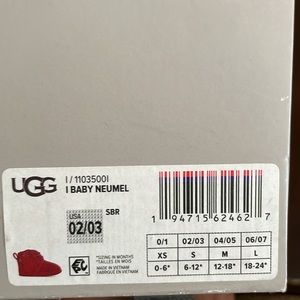 UGG
I / 1103500I
I BABY NEUMEL
USA
02/03
SBR
*SIZING IN MONTHS
*TAILLES EN MOIS
MADE IN VIETNAM
FABRIQUÉ EN VIETNAM
1 94715 62462 7
0/1 02/03 04/05 06/07
XS S M L
0-6* 6-12* 12-18* 18-24*